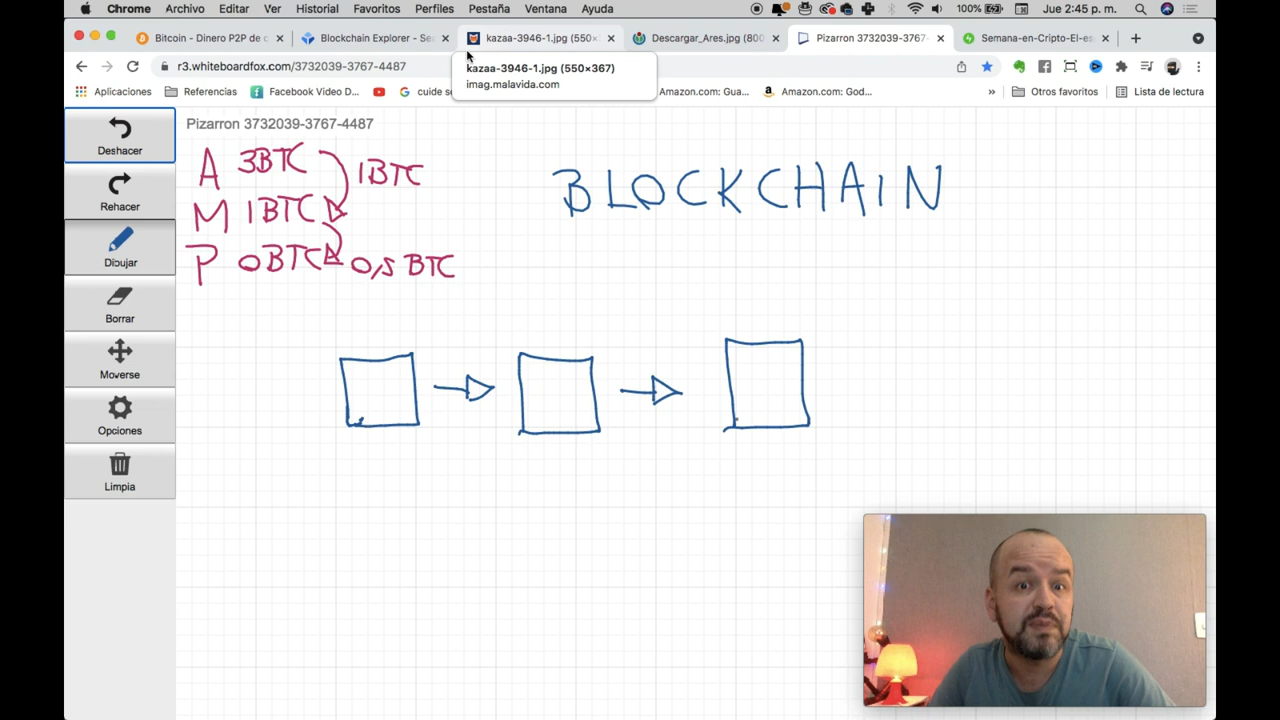 Chrome Archivo Editar Ver Historial Favoritos Perfiles Pestaña Ventana Ayuda 100% Jue 2:45 p. m.
Bitcoin - Dinero P2P de c Blockchain Explorer - Sea kazaa-3946-1.jpg (550× Descargar_Ares.jpg (800 Pizarron 3732039-3767- Semana-en-Cripto-El-es
r3.whiteboardfox.com/3732039-3767-4487
kazaa-3946-1.jpg (550×367)
imag.malavida.com
Aplicaciones Referencias Facebook Video D... cuide se Amazon.com: Gua... Amazon.com: God... » Otros favoritos Lista de lectura
Pizarron 3732039-3767-4487
Deshacer
Rehacer
Dibujar
Borrar
Moverse
Opciones
Limpia
A 3BTC 1BTC
M 1BTC
P 0BTC 0,5 BTC
BLOCKCHAIN